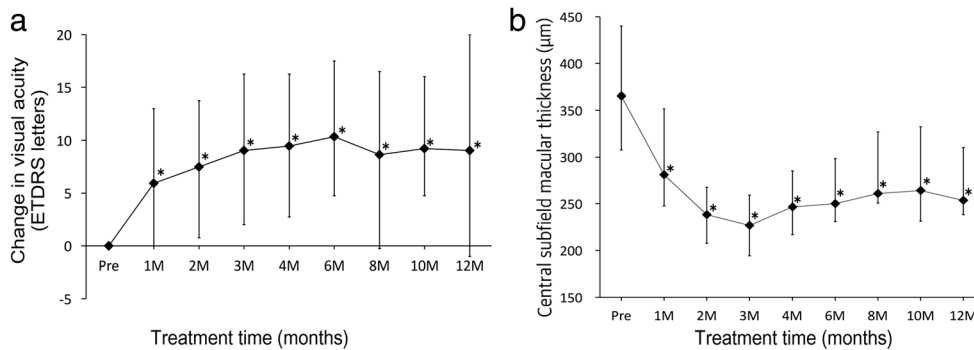 a
Change in visual acuity
(ETDRS letters)
20
15
10
5
0
-5
* * * * * * * *
Pre 1M 2M 3M 4M 6M 8M 10M 12M
Treatment time (months)
b
Central subfield macular thickness (μm)
450
400
350
300
250
200
150
* * * * * * * *
Pre 1M 2M 3M 4M 6M 8M 10M 12M
Treatment time (months)